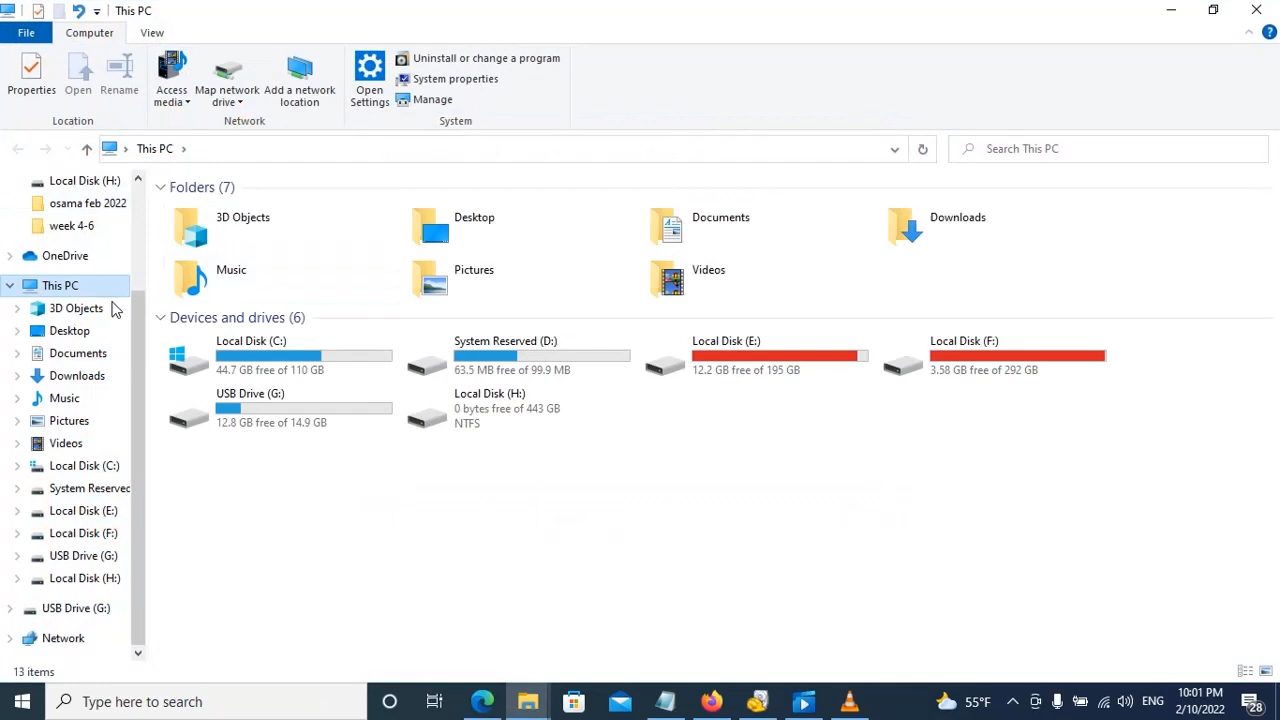 This PC
File
Computer
View
Properties
Open
Rename
Access
media
Map network
drive
Add a network
location
Open
Settings
Uninstall or change a program
System properties
Manage
Location
Network
System
This PC
Search This PC
Local Disk (H:)
osama feb 2022
week 4-6
OneDrive
This PC
3D Objects
Desktop
Documents
Downloads
Music
Pictures
Videos
Local Disk (C:)
System Reserved
Local Disk (E:)
Local Disk (F:)
USB Drive (G:)
Local Disk (H:)
USB Drive (G:)
Network
Folders (7)
3D Objects
Desktop
Documents
Downloads
Music
Pictures
Videos
Devices and drives (6)
Local Disk (C:)
44.7 GB free of 110 GB
System Reserved (D:)
63.5 MB free of 99.9 MB
Local Disk (E:)
12.2 GB free of 195 GB
Local Disk (F:)
3.58 GB free of 292 GB
USB Drive (G:)
12.8 GB free of 14.9 GB
Local Disk (H:)
0 bytes free of 443 GB
NTFS
13 items
Type here to search
55°F
ENG
10:01 PM
2/10/2022
28